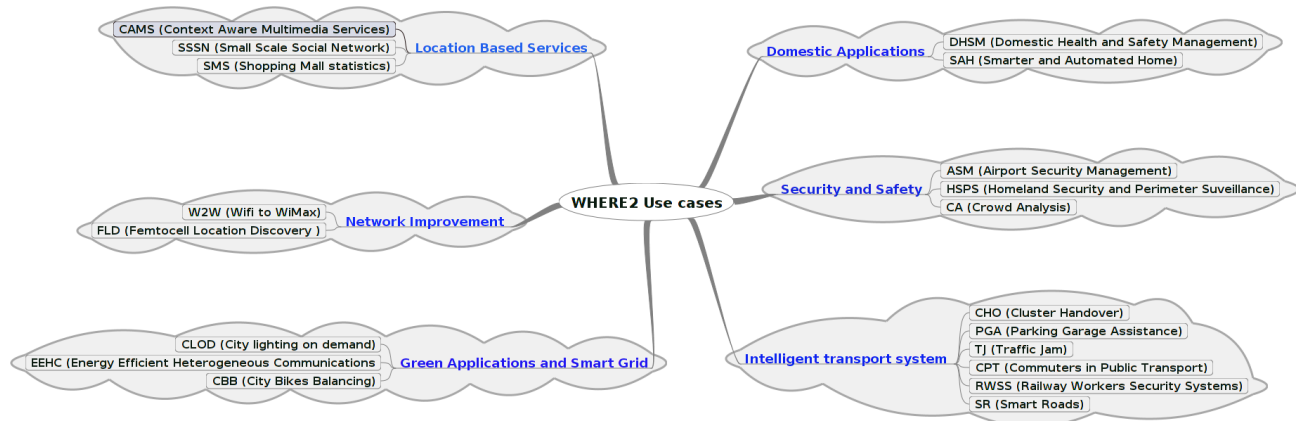 CAMS (Context Aware Multimedia Services)
SSSN (Small Scale Social Network)
SMS (Shopping Mall statistics)
Location Based Services
Domestic Applications
DHSM (Domestic Health and Safety Management)
SAH (Smarter and Automated Home)
WHERE2 Use cases
Security and Safety
ASM (Airport Security Management)
HSPS (Homeland Security and Perimeter Suveillance)
CA (Crowd Analysis)
W2W (Wifi to WiMax)
FLD (Femtocell Location Discovery )
Network Improvement
CLOD (City lighting on demand)
EEHC (Energy Efficient Heterogeneous Communications
CBB (City Bikes Balancing)
Green Applications and Smart Grid
Intelligent transport system
CHO (Cluster Handover)
PGA (Parking Garage Assistance)
TJ (Traffic Jam)
CPT (Commuters in Public Transport)
RWSS (Railway Workers Security Systems)
SR (Smart Roads)